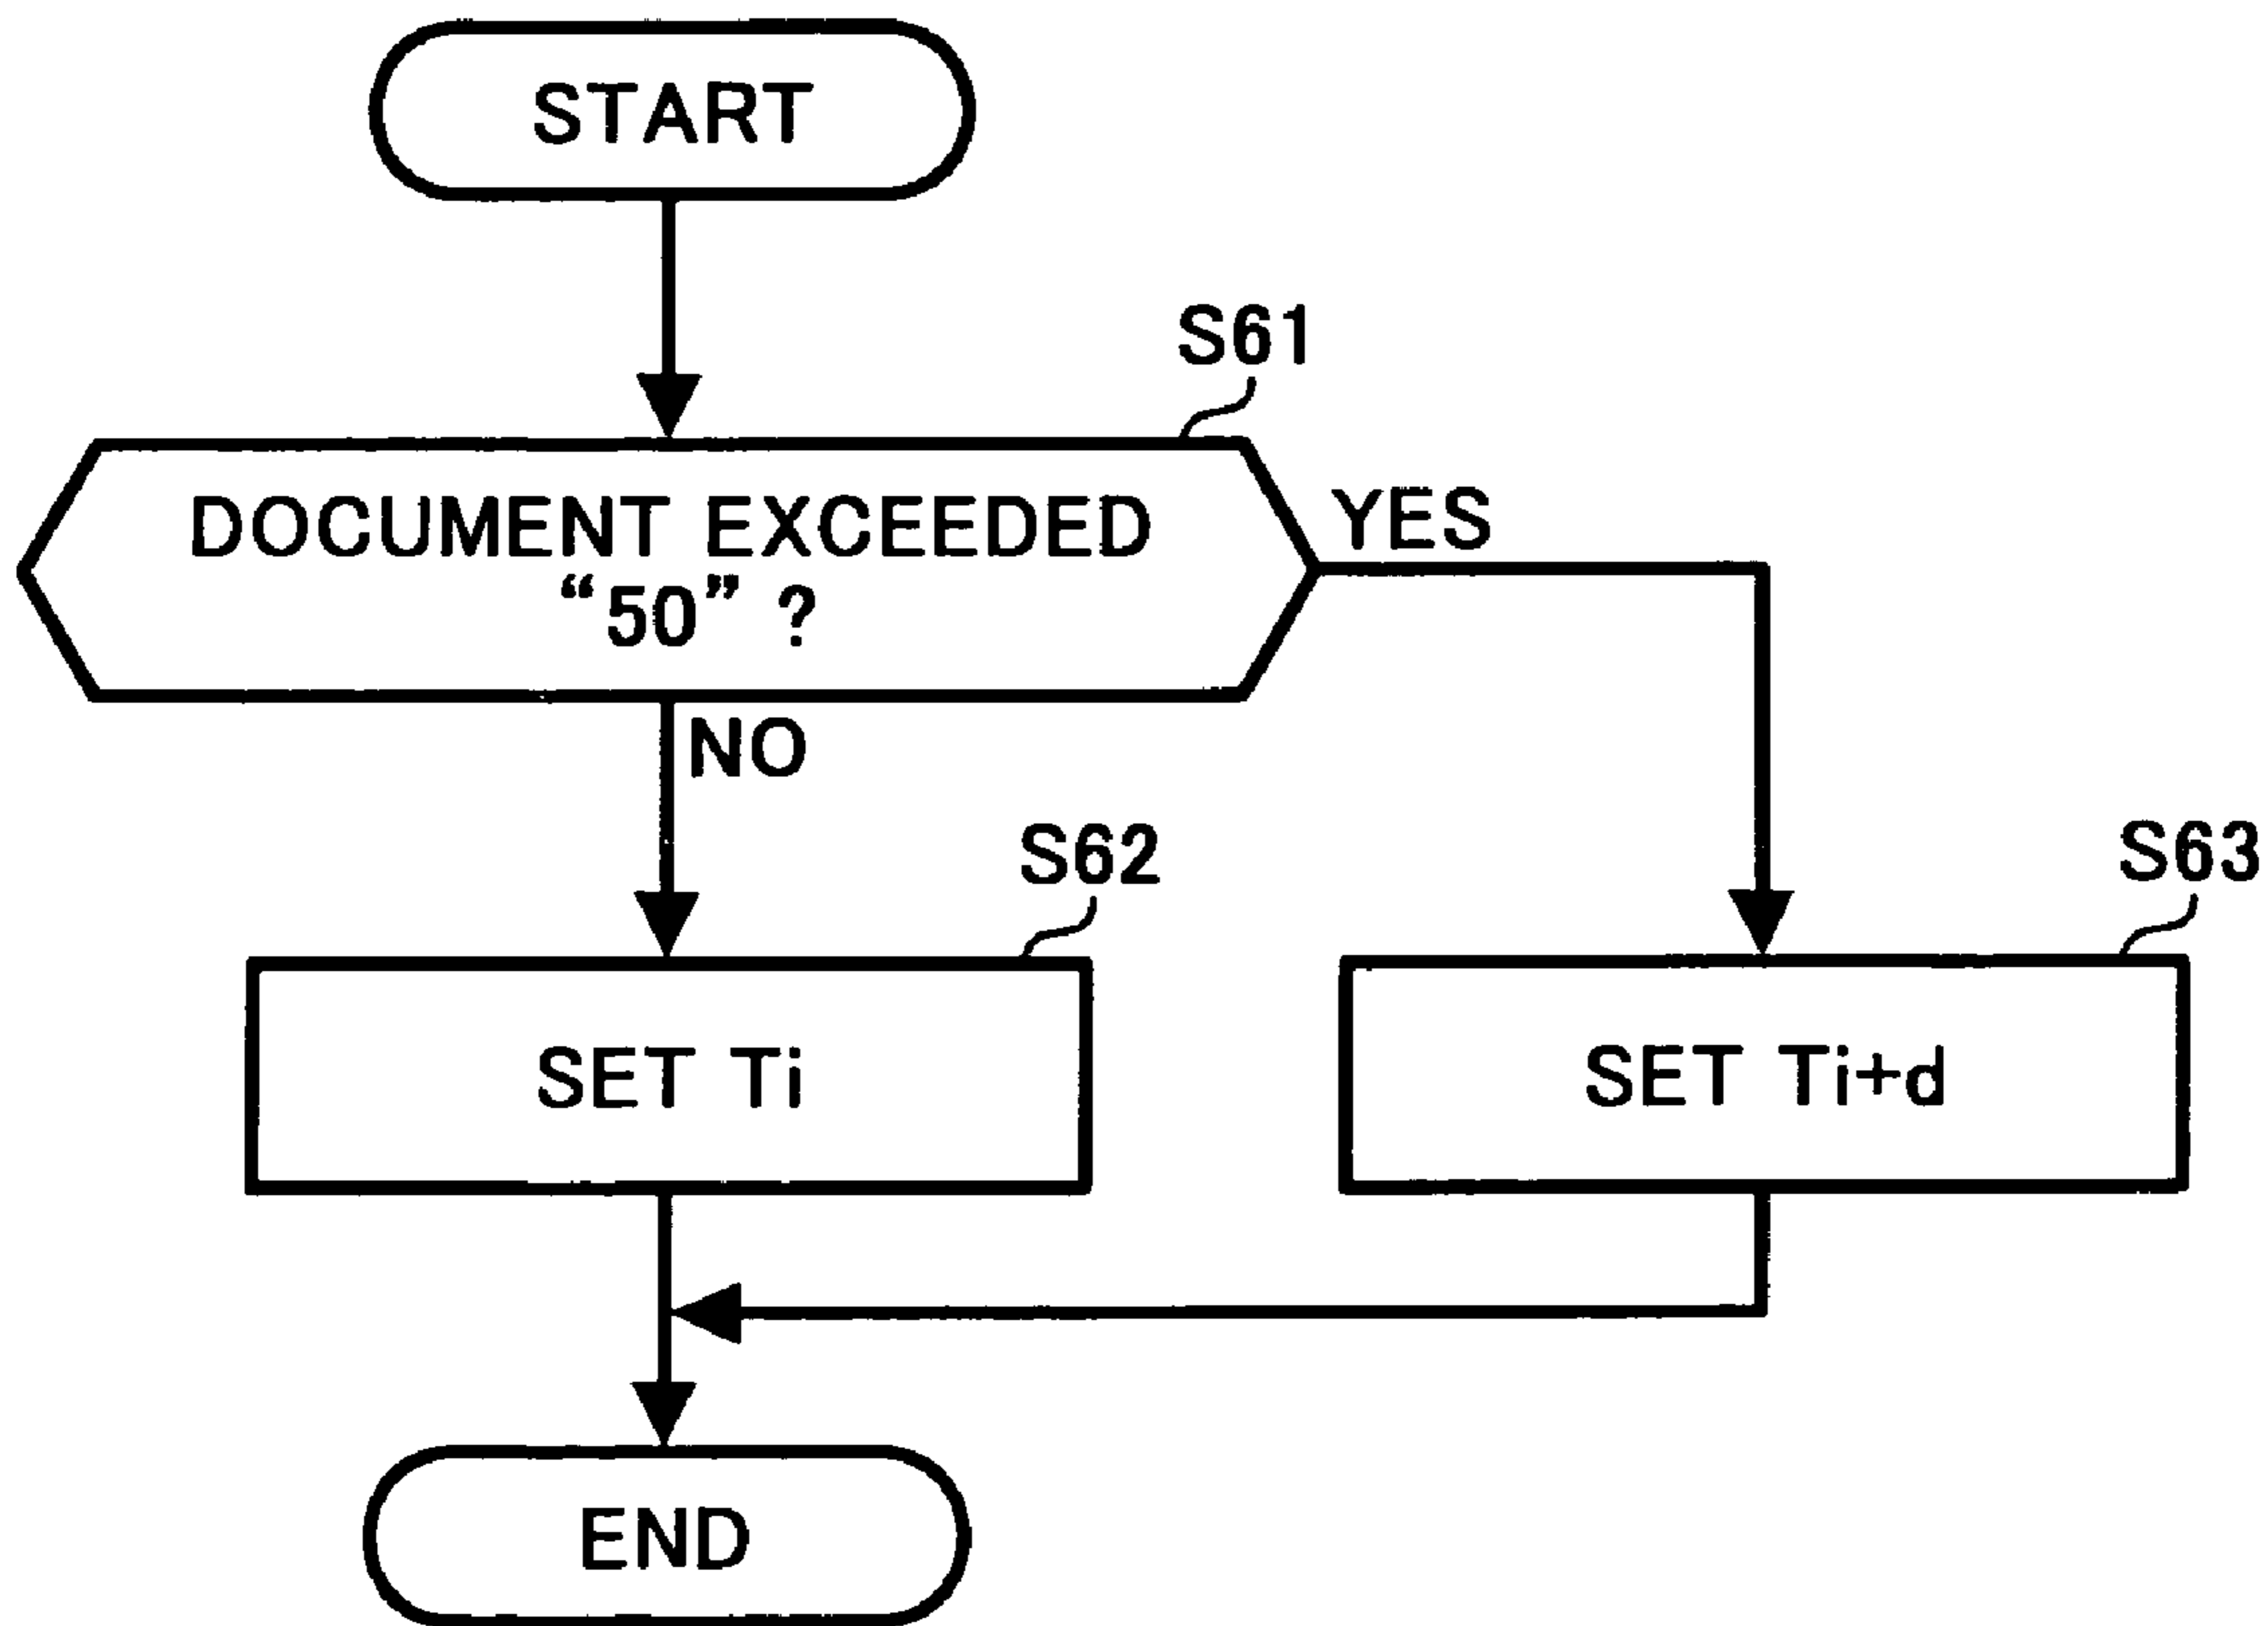 START
S61
DOCUMENT EXCEEDED
“50” ?
YES
NO
S62
S63
SET Ti
SET Ti+d
END